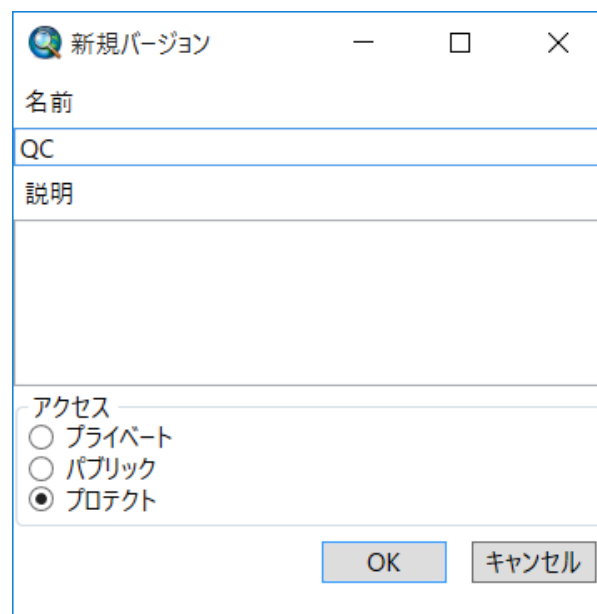 新規バージョン
名前
QC
説明
アクセス
プライベート
パブリック
プロテクト
OK
キャンセル